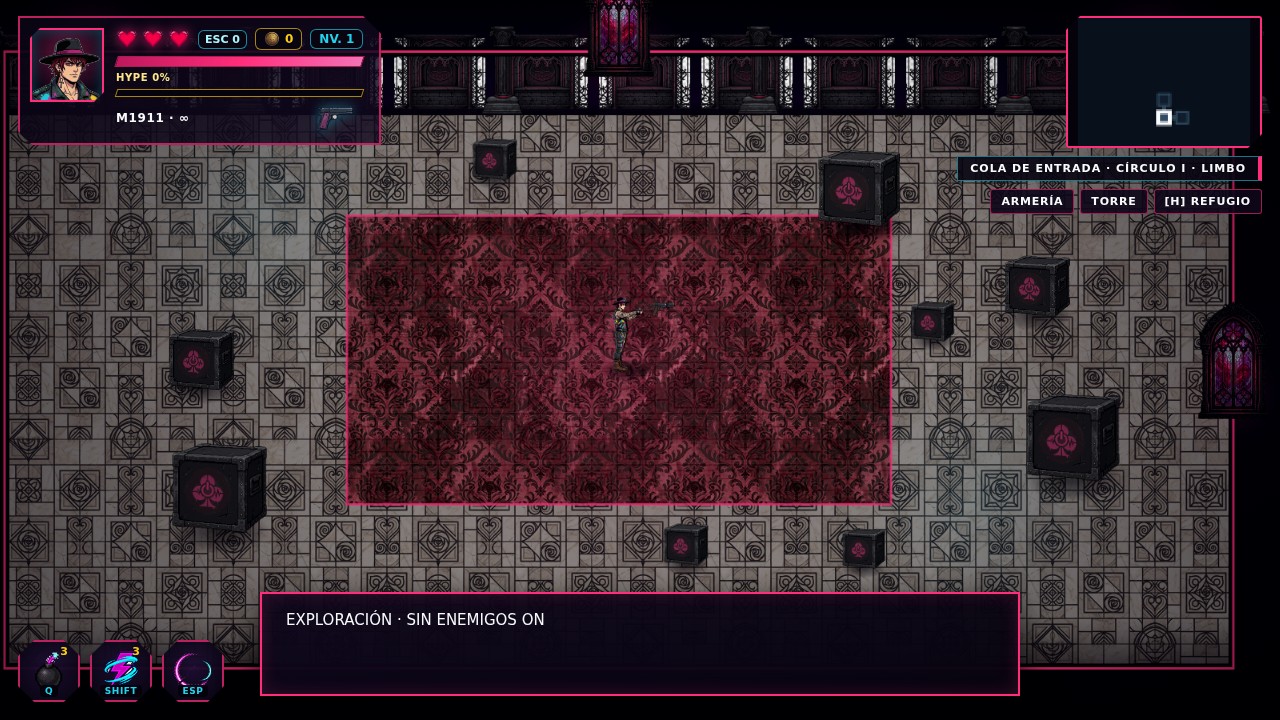 ESC 0
0
NV. 1
HYPE 0%
M1911 · ∞
COLA DE ENTRADA · CÍRCULO I · LIMBO
ARMERÍA
TORRE
[H] REFUGIO
EXPLORACIÓN · SIN ENEMIGOS ON
3
Q
3
SHIFT
ESP